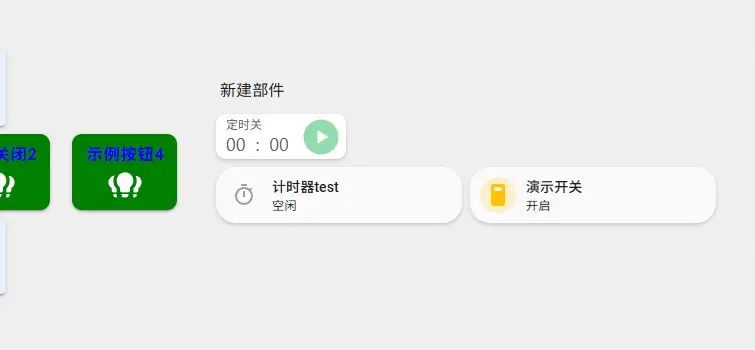 新建部件
定时关
00 : 00
关闭2
示例按钮4
计时器test
空闲
演示开关
开启